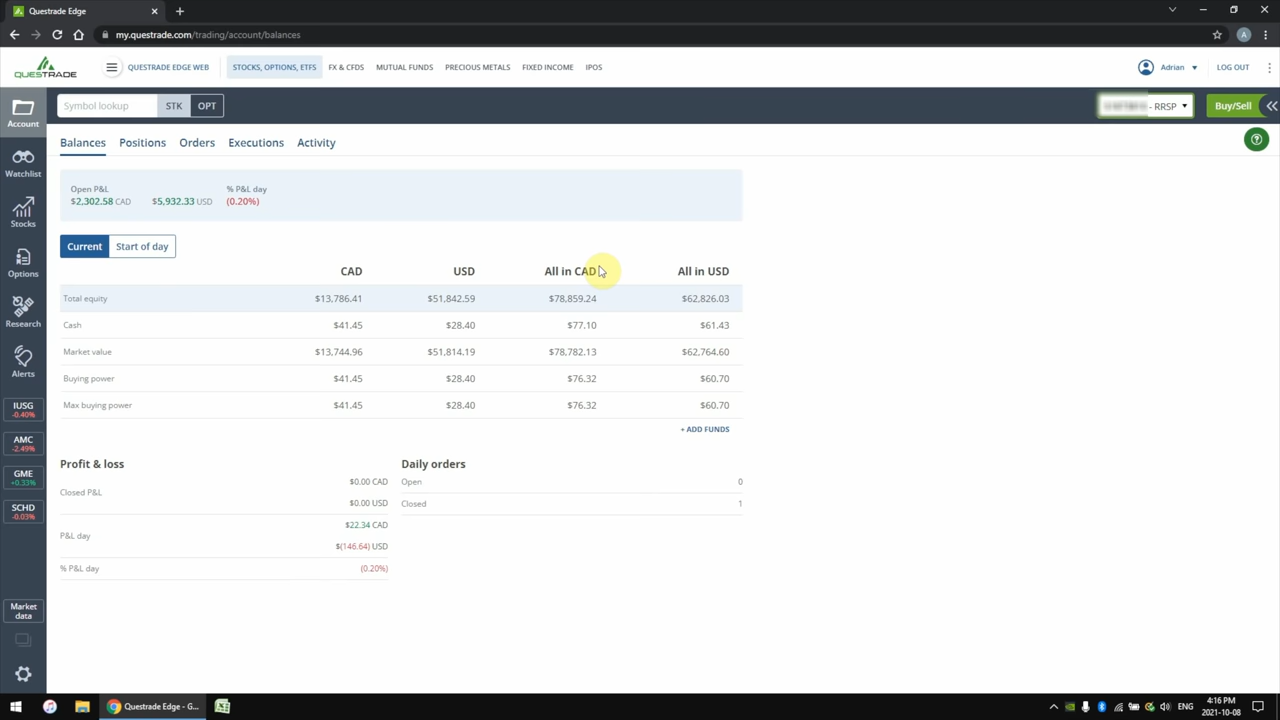 Questrade Edge
my.questrade.com/trading/account/balances
A
QUESTRADE
QUESTRADE EDGE WEB
STOCKS, OPTIONS, ETFS
FX & CFDS
MUTUAL FUNDS
PRECIOUS METALS
FIXED INCOME
IPOS
Adrian
LOG OUT
Account
Symbol lookup
STK
OPT
- RRSP
Buy/Sell
Balances
Positions
Orders
Executions
Activity
Watchlist
Stocks
Options
Research
Alerts
IUSG
-0.40%
AMC
-2.49%
GME
+0.33%
SCHD
-0.03%
Market
data
Open P&L
% P&L day
$2,302.58 CAD $5,932.33 USD (0.20%)
Current Start of day
CAD USD All in CAD All in USD
Total equity $13,786.41 $51,842.59 $78,859.24 $62,826.03
Cash $41.45 $28.40 $77.10 $61.43
Market value $13,744.96 $51,814.19 $78,782.13 $62,764.60
Buying power $41.45 $28.40 $76.32 $60.70
Max buying power $41.45 $28.40 $76.32 $60.70
+ ADD FUNDS
Profit & loss
Closed P&L
$0.00 CAD
$0.00 USD
P&L day
$22.34 CAD
$(146.64) USD
% P&L day (0.20%)
Daily orders
Open 0
Closed 1
Questrade Edge - G...
ENG
4:16 PM
2021-10-08